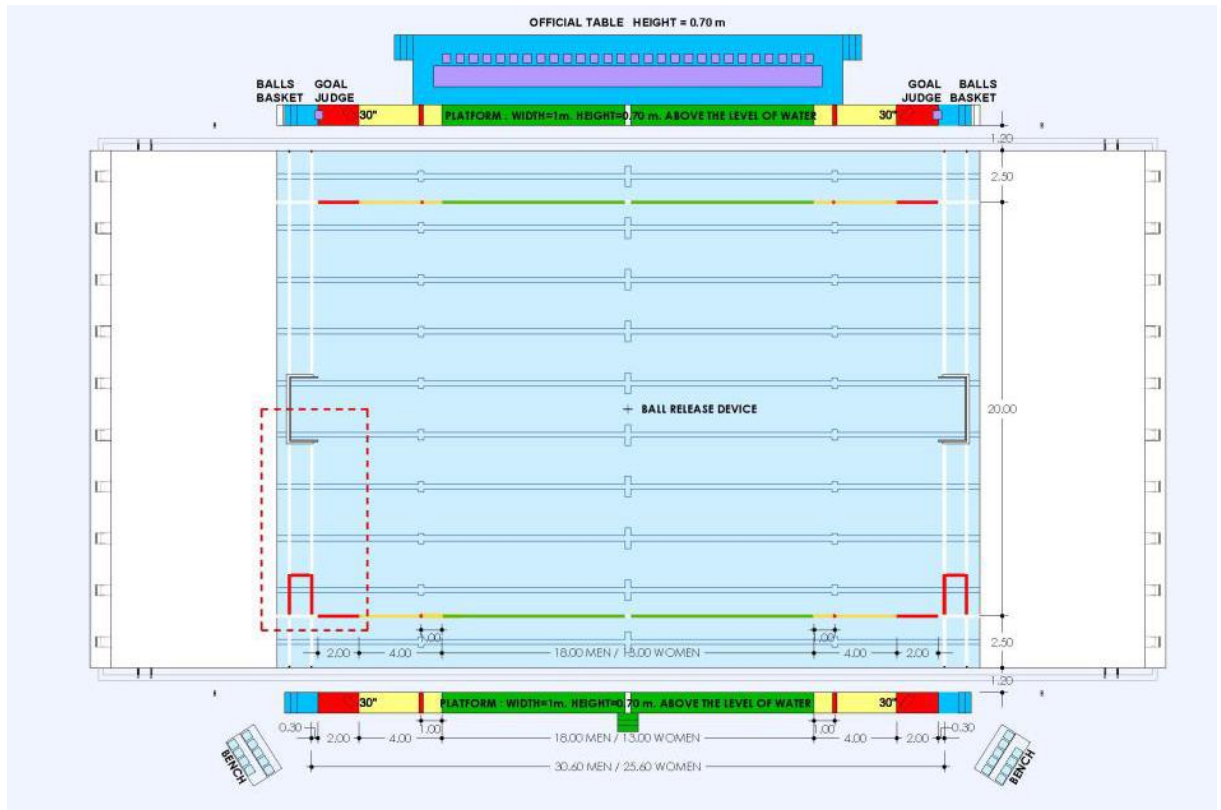 OFFICIAL TABLE HEIGHT = 0.70 m
BALLS BASKET
GOAL JUDGE
GOAL JUDGE
BALLS BASKET
30"
PLATFORM : WIDTH=1m. HEIGHT=0.70 m. ABOVE THE LEVEL OF WATER
30"
1.20
2.50
BALL RELEASE DEVICE
20.00
1.00
1.00
2.00
4.00
18.00 MEN / 13.00 WOMEN
4.00
2.00
2.50
1.20
30"
PLATFORM : WIDTH=1m. HEIGHT=0.70 m. ABOVE THE LEVEL OF WATER
30"
0.30
1.00
1.00
0.30
2.00
4.00
18.00 MEN / 13.00 WOMEN
4.00
2.00
30.60 MEN / 25.60 WOMEN
BENCH
BENCH